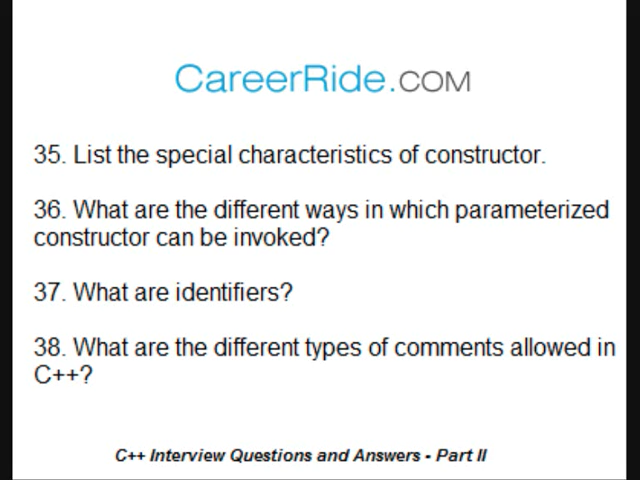 CareerRide.COM
35. List the special characteristics of constructor.
36. What are the different ways in which parameterized
constructor can be invoked?
37. What are identifiers?
38. What are the different types of comments allowed in
C++?
C++ Interview Questions and Answers - Part II